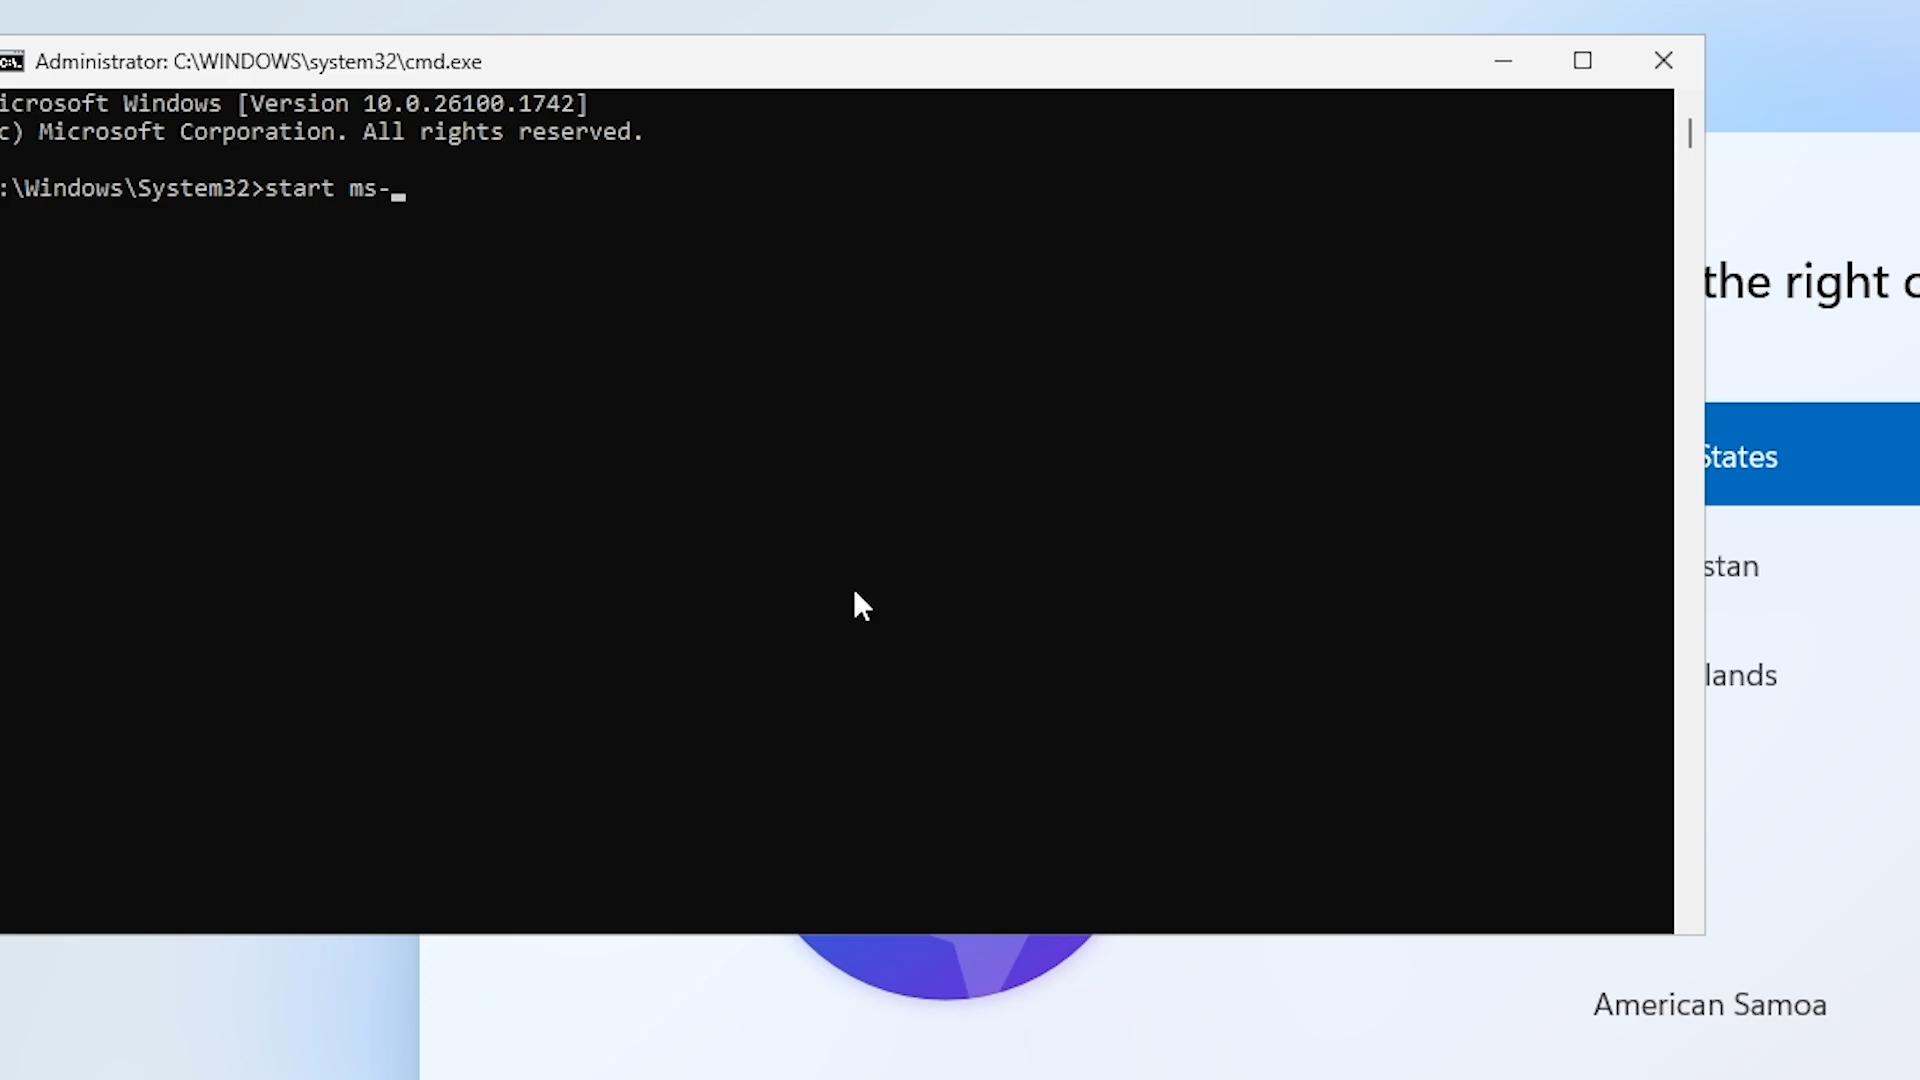 Administrator: C:\WINDOWS\system32\cmd.exe
icrosoft Windows [Version 10.0.26100.1742]
c) Microsoft Corporation. All rights reserved.
:\Windows\System32>start ms-
the right
States
stan
lands
American Samoa